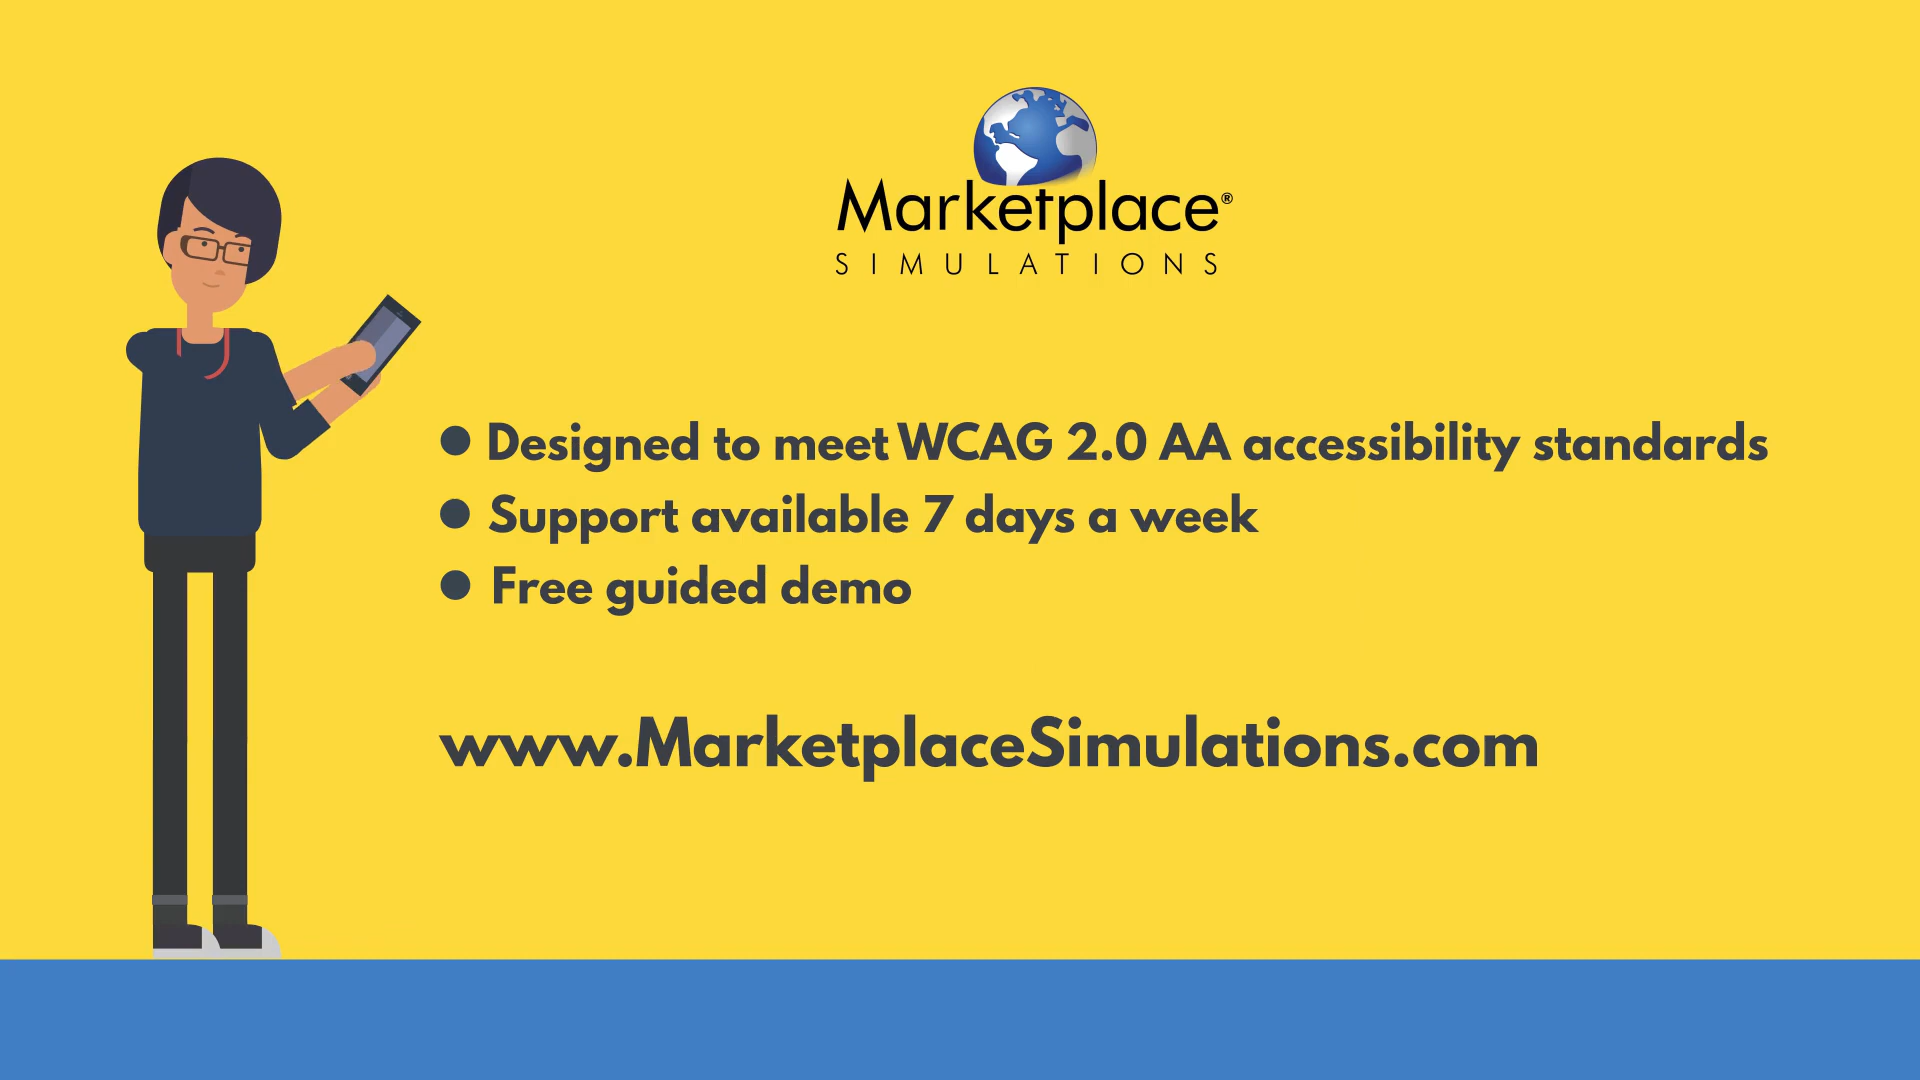 Marketplace®
SIMULATIONS
● Designed to meet WCAG 2.0 AA accessibility standards
● Support available 7 days a week
● Free guided demo
www.MarketplaceSimulations.com